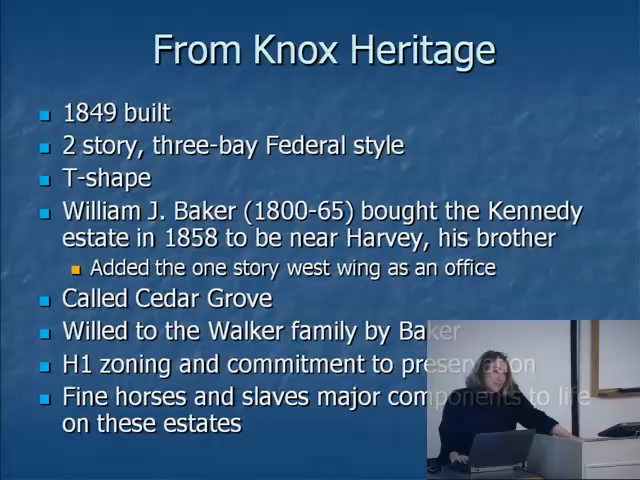 From Knox Heritage
1849 built
2 story, three-bay Federal style
T-shape
William J. Baker (1800-65) bought the Kennedy
estate in 1858 to be near Harvey, his brother
Added the one story west wing as an office
Called Cedar Grove
Willed to the Walker family by Baker
H1 zoning and commitment to preservation
Fine horses and slaves major components to life
on these estates